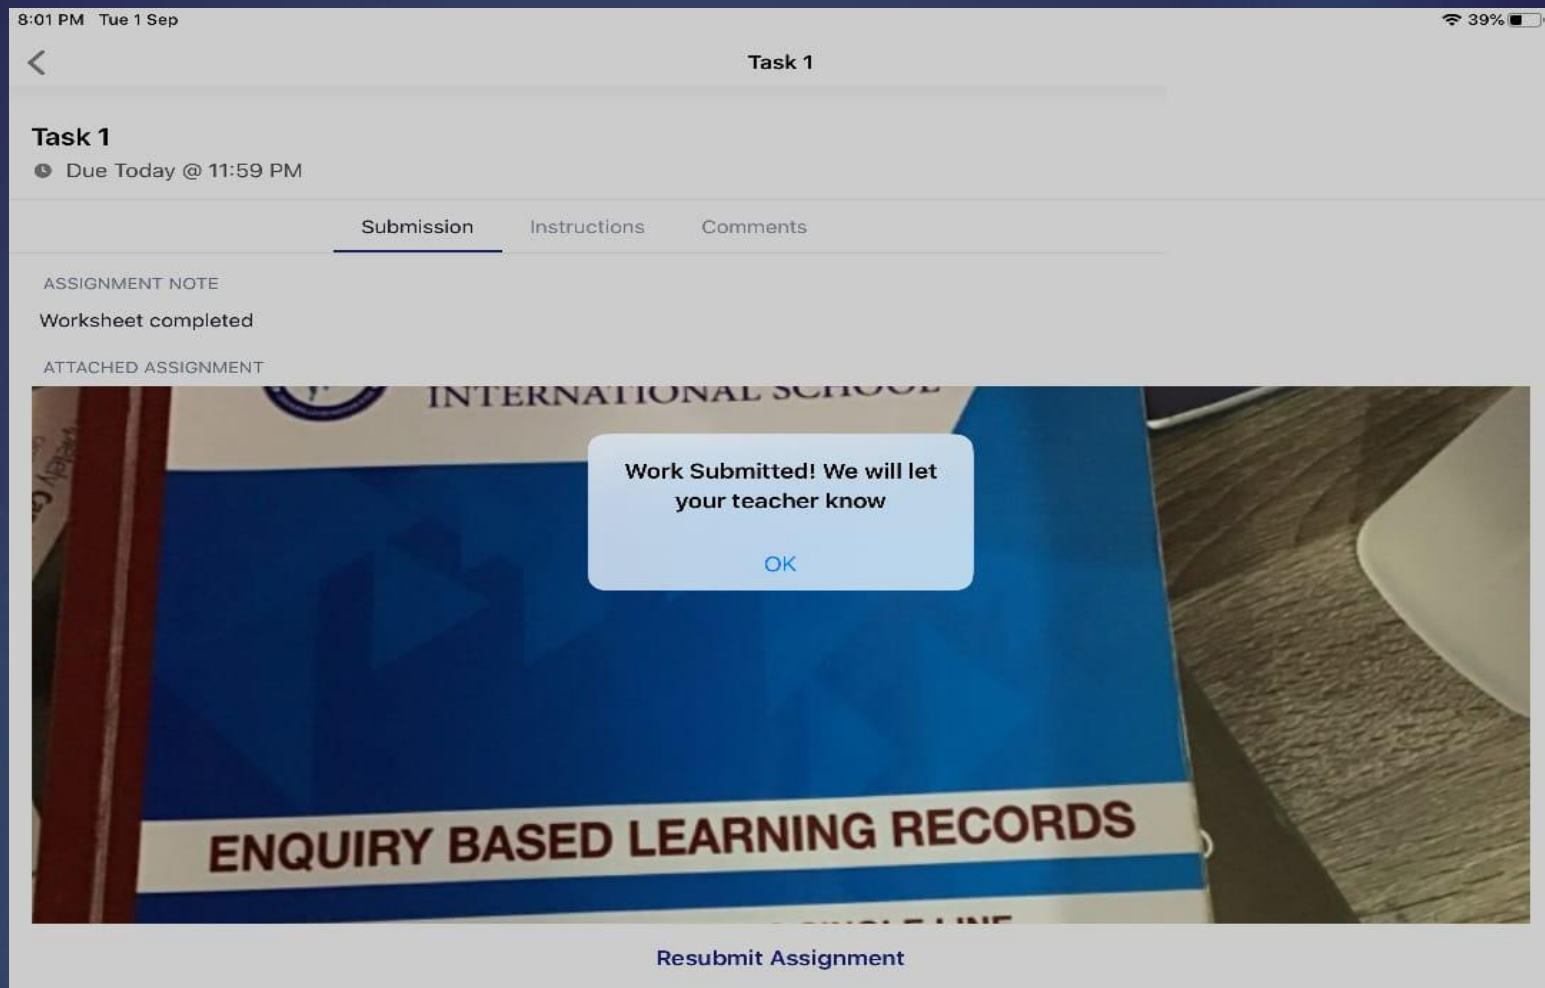 8:01 PM Tue 1 Sep
39%
Task 1
Task 1
Due Today @ 11:59 PM
Submission Instructions Comments
ASSIGNMENT NOTE
Worksheet completed
ATTACHED ASSIGNMENT
INTERNATIONAL SCHOOL
Work Submitted! We will let
your teacher know
OK
ENQUIRY BASED LEARNING RECORDS
SINGLE LINE
Resubmit Assignment